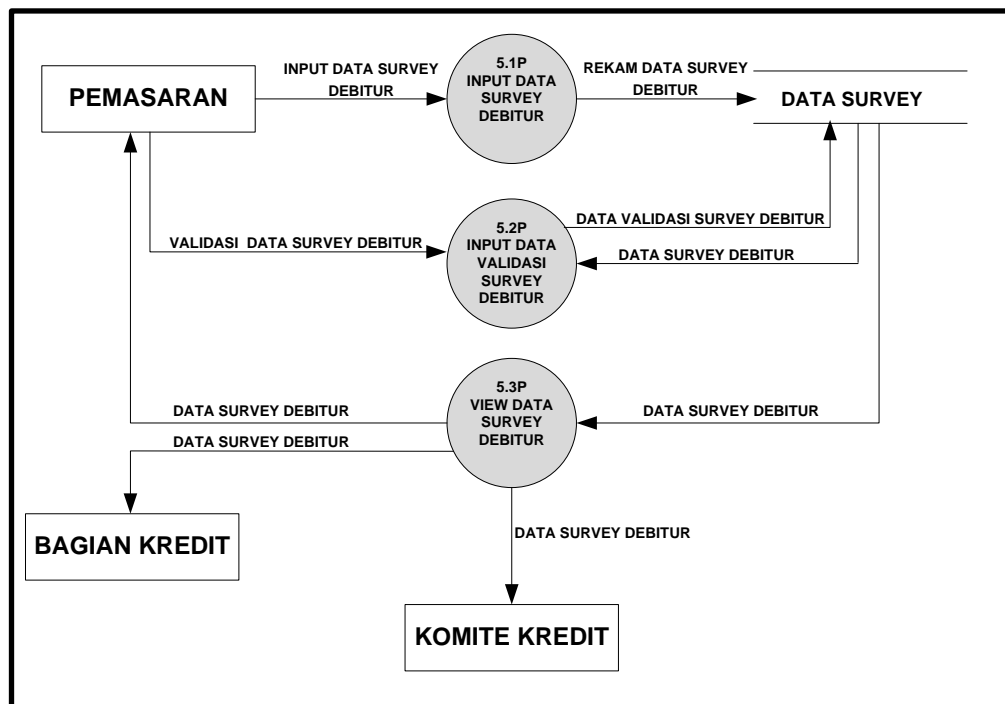 PEMASARAN
INPUT DATA SURVEY
DEBITUR
5.1P
INPUT DATA
SURVEY
DEBITUR
REKAM DATA SURVEY
DEBITUR
DATA SURVEY
VALIDASI DATA SURVEY DEBITUR
5.2P
INPUT DATA
VALIDASI
SURVEY
DEBITUR
DATA VALIDASI SURVEY DEBITUR
DATA SURVEY DEBITUR
5.3P
VIEW DATA
SURVEY
DEBITUR
DATA SURVEY DEBITUR
DATA SURVEY DEBITUR
DATA SURVEY DEBITUR
BAGIAN KREDIT
DATA SURVEY DEBITUR
KOMITE KREDIT